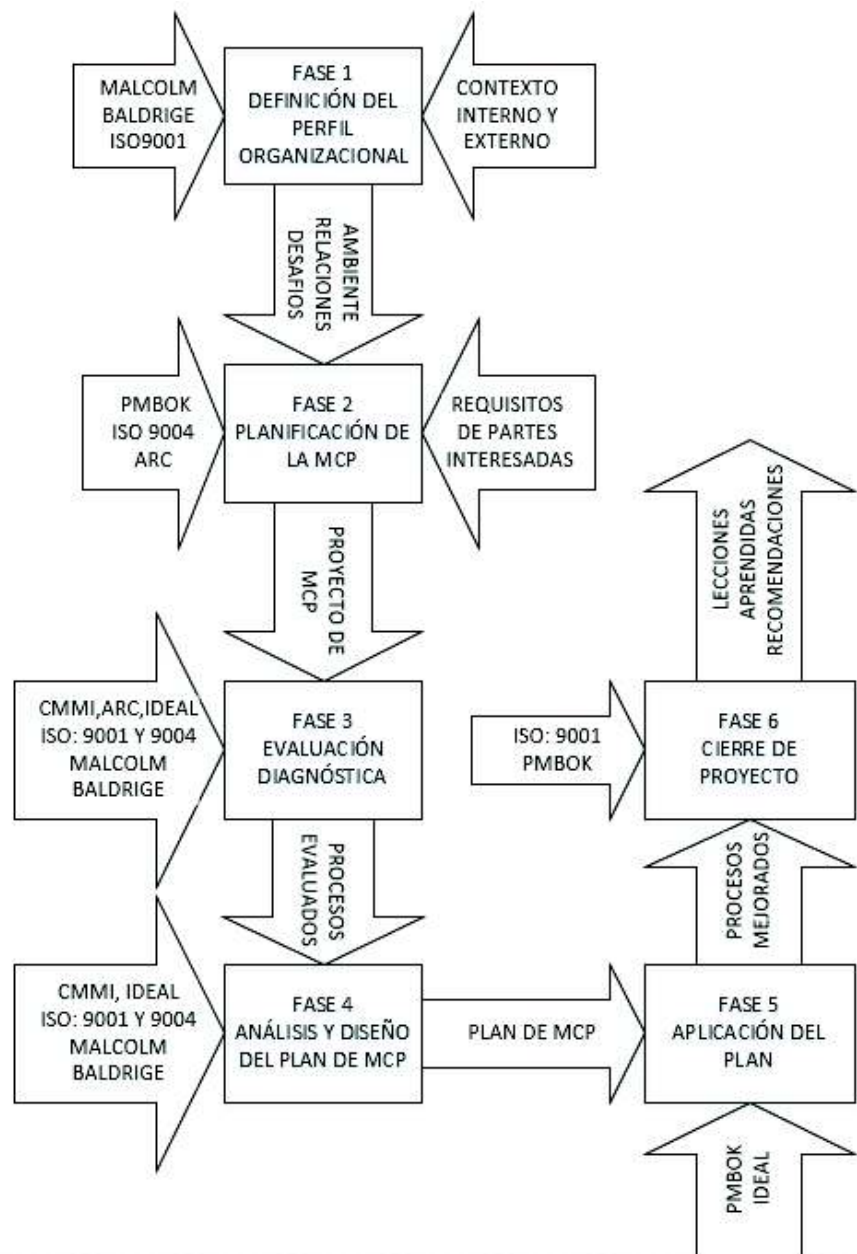 MALCOLM
BALDRIGE
ISO9001
FASE 1
DEFINICIÓN DEL
PERFIL
ORGANIZACIONAL
CONTEXTO
INTERNO Y
EXTERNO
AMBIENTE
RELACIONES
DESAFIOS
PMBOK
ISO 9004
ARC
FASE 2
PLANIFICACIÓN DE
LA MCP
REQUISITOS
DE PARTES
INTERESADAS
PROYECTO DE
MCP
CMMI,ARC,IDEAL
ISO: 9001 Y 9004
MALCOLM
BALDRIGE
FASE 3
EVALUACIÓN
DIAGNÓSTICA
PROCESOS
EVALUADOS
CMMI, IDEAL
ISO: 9001 Y 9004
MALCOLM
BALDRIGE
FASE 4
ANÁLISIS Y DISEÑO
DEL PLAN DE MCP
PLAN DE MCP
FASE 5
APLICACIÓN DEL
PLAN
PMBOK
IDEAL
PROCESOS
MEJORADOS
ISO: 9001
PMBOK
FASE 6
CIERRE DE
PROYECTO
LECCIONES
APRENDIDAS
RECOMENDACIONES